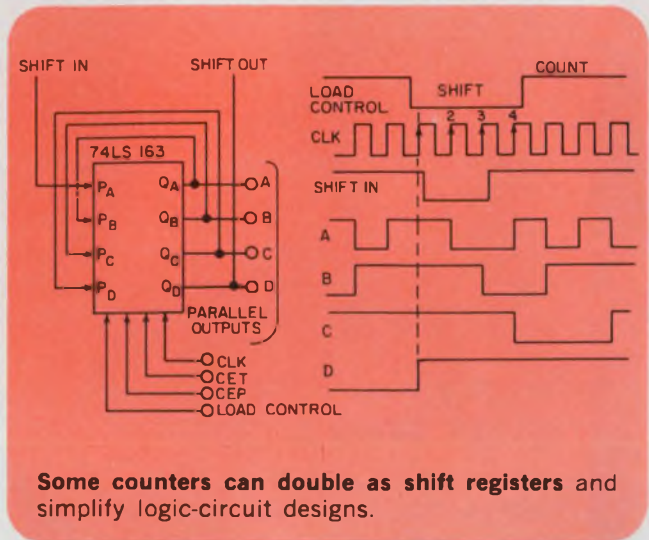 SHIFT IN
SHIFT OUT
74LS 163
PA
QA
A
PB
QB
B
PC
QC
C
PD
QD
D
PARALLEL
OUTPUTS
CLK
CET
CEP
LOAD CONTROL
COUNT
LOAD
CONTROL
SHIFT
2 3 4
CLK
SHIFT IN
A
B
C
D
Some counters can double as shift registers and
simplify logic-circuit designs.